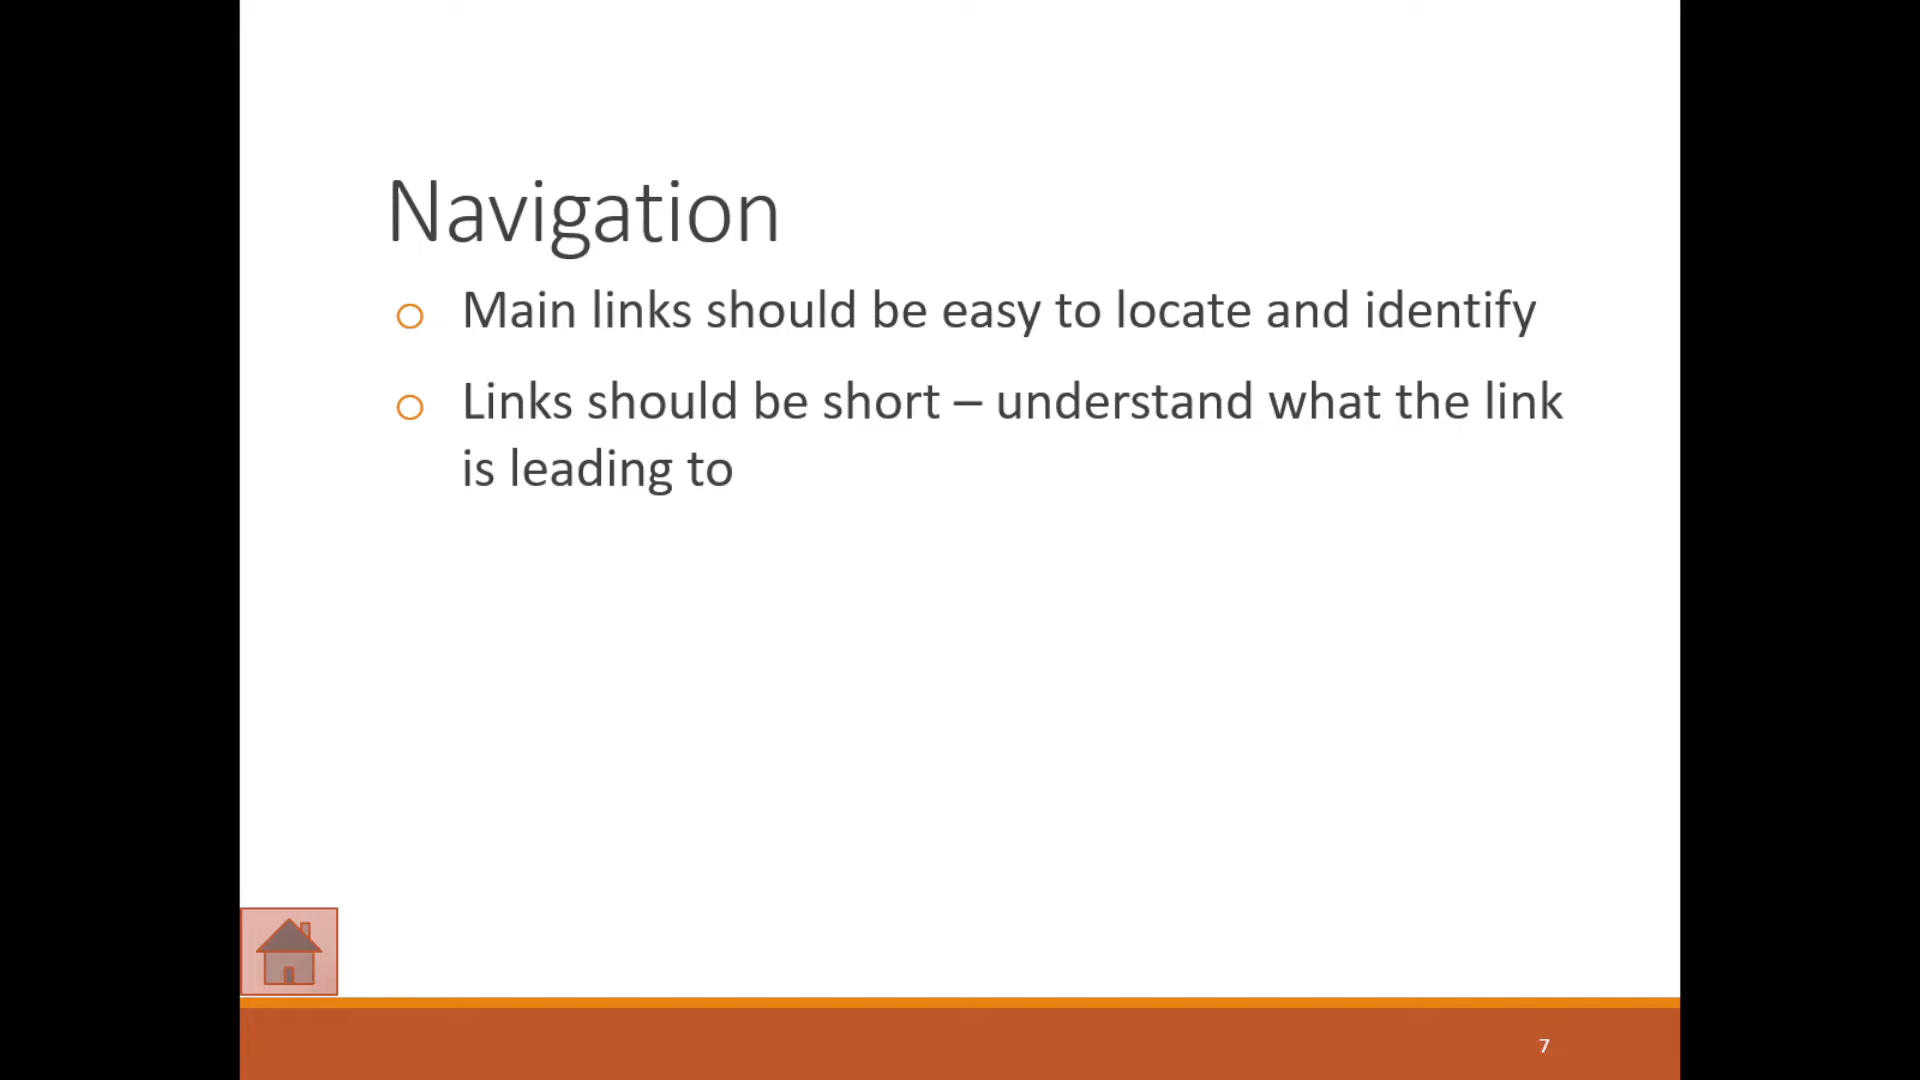 Navigation
Main links should be easy to locate and identify
Links should be short – understand what the link
is leading to
7